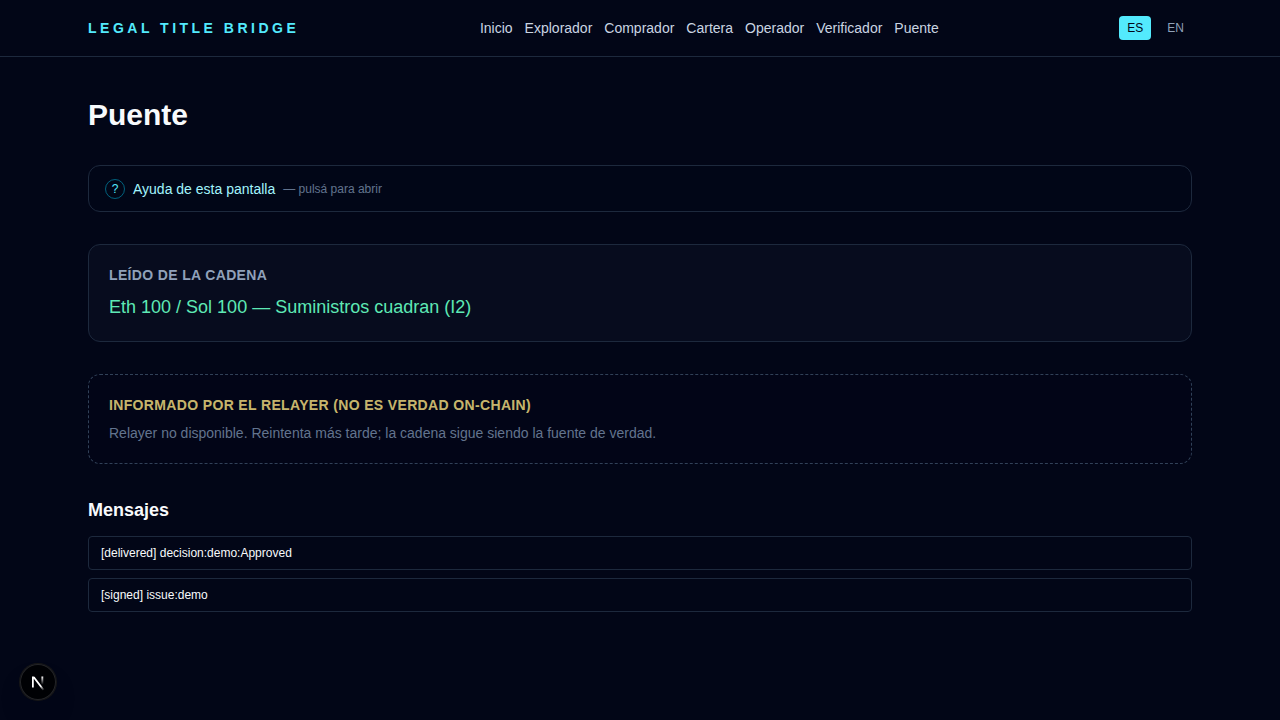 LEGAL TITLE BRIDGE
Inicio Explorador Comprador Cartera Operador Verificador Puente
ES EN
Puente
? Ayuda de esta pantalla — pulsá para abrir
LEÍDO DE LA CADENA
Eth 100 / Sol 100 — Suministros cuadran (I2)
INFORMADO POR EL RELAYER (NO ES VERDAD ON-CHAIN)
Relayer no disponible. Reintenta más tarde; la cadena sigue siendo la fuente de verdad.
Mensajes
[delivered] decision:demo:Approved
[signed] issue:demo
N